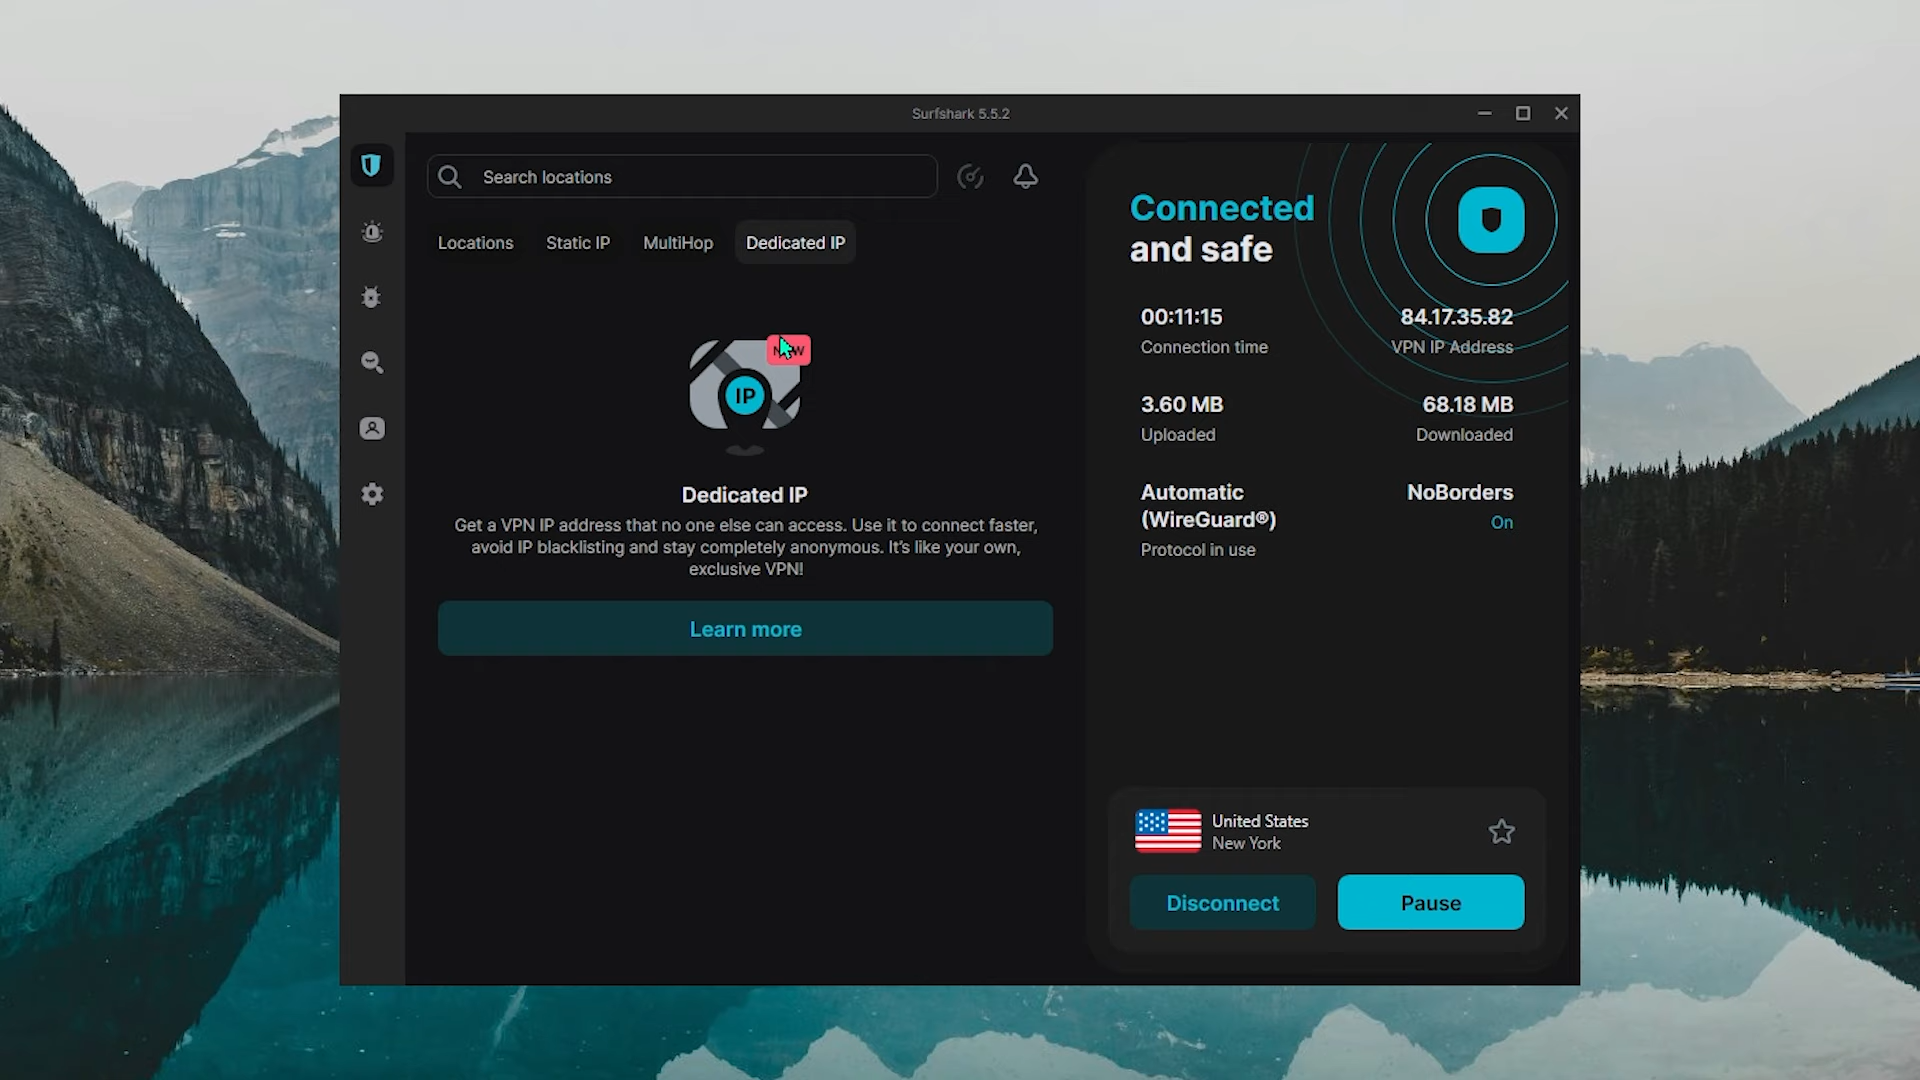 Surfshark 5.5.2
Search locations
Locations
Static IP
MultiHop
Dedicated IP
IP
Dedicated IP
Get a VPN IP address that no one else can access. Use it to connect faster,
avoid IP blacklisting and stay completely anonymous. It's like your own,
exclusive VPN!
Learn more
Connected
and safe
00:11:15
Connection time
84.17.35.82
VPN IP Address
3.60 MB
Uploaded
68.18 MB
Downloaded
Automatic
(WireGuard®)
Protocol in use
NoBorders
On
United States
New York
Disconnect
Pause